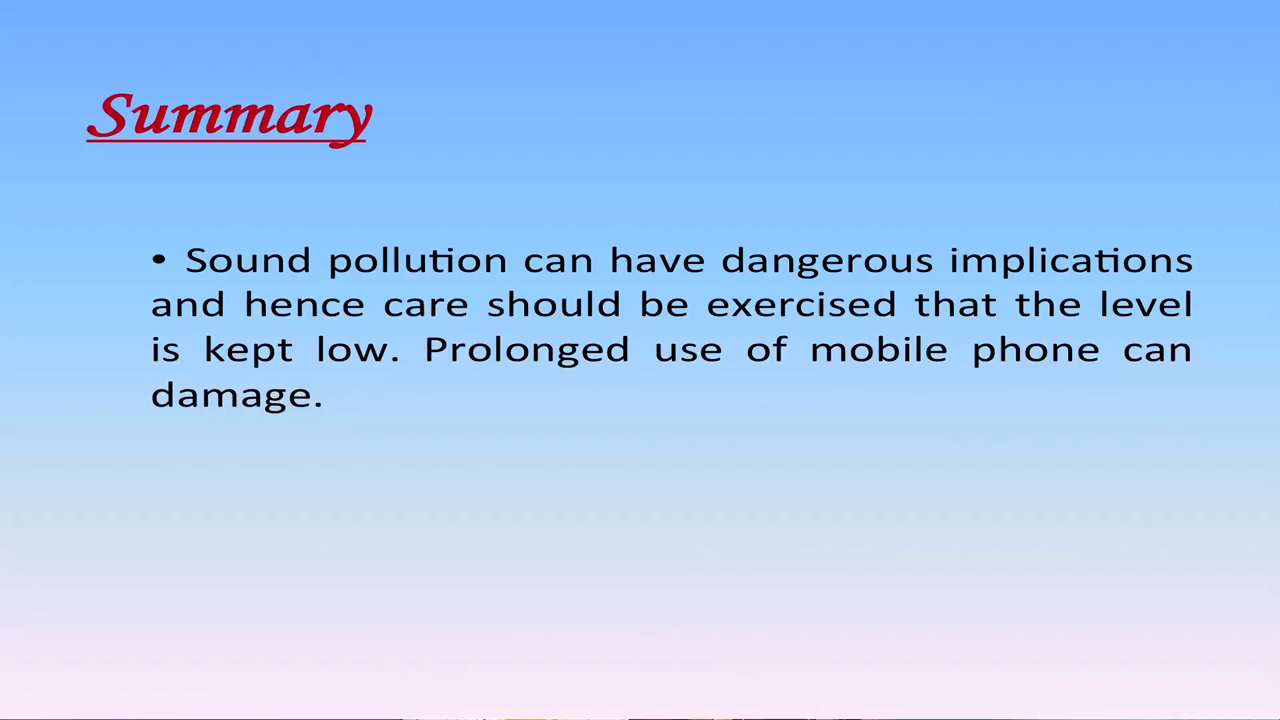 Summary
• Sound pollution can have dangerous implications
and hence care should be exercised that the level
is kept low. Prolonged use of mobile phone can
damage.